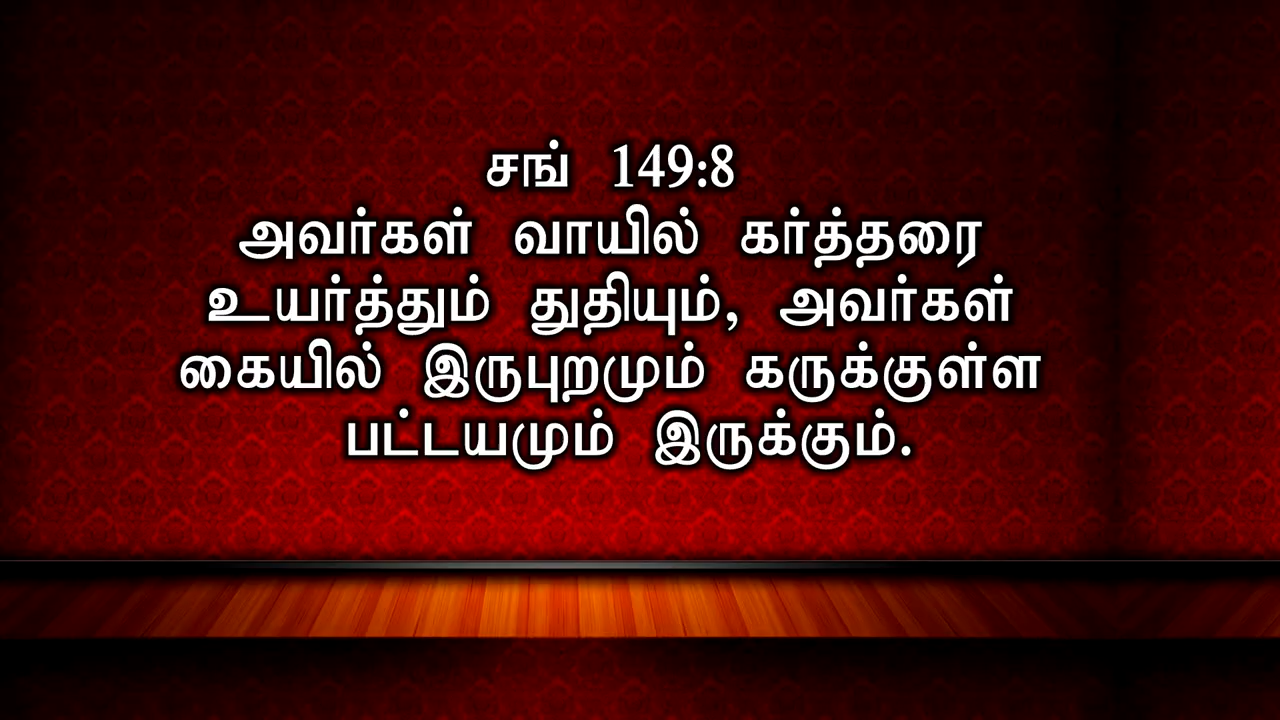 சங் 149:8
அவர்கள் வாயில் கர்த்தரை
உயர்த்தும் துதியும், அவர்கள்
கையில் இருபுறமும் கருக்குள்ள
பட்டயமும் இருக்கும்.